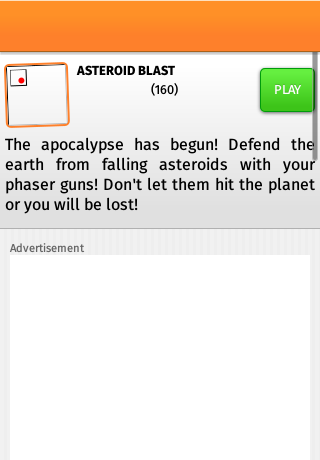 ASTEROID BLAST
(160)
PLAY
The apocalypse has begun! Defend the
earth from falling asteroids with your
phaser guns! Don't let them hit the planet
or you will be lost!
Advertisement